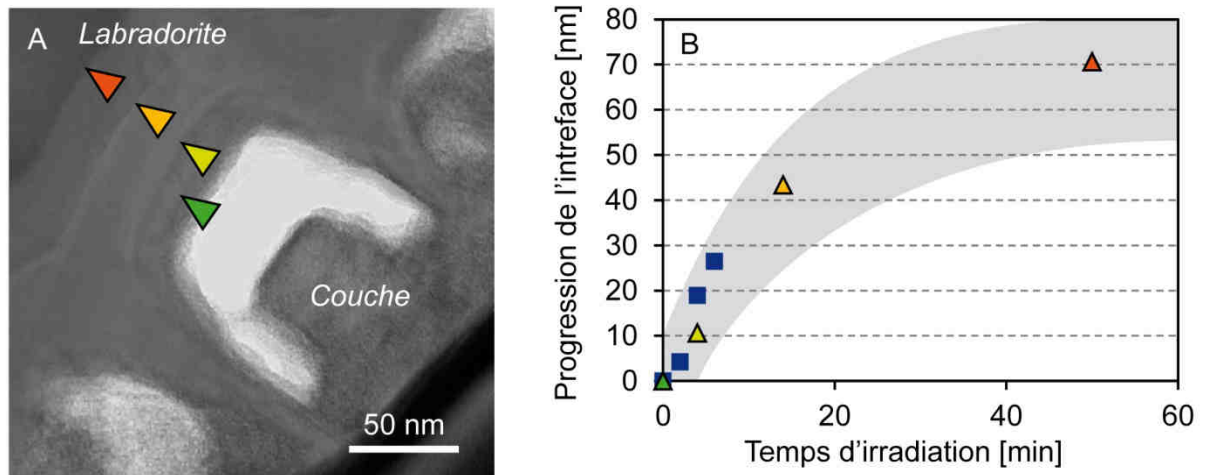 A
Labradorite
Couche
50 nm
B
Progression de l'intreface [nm]
80
70
60
50
40
30
20
10
0
0
20
40
60
Temps d'irradiation [min]